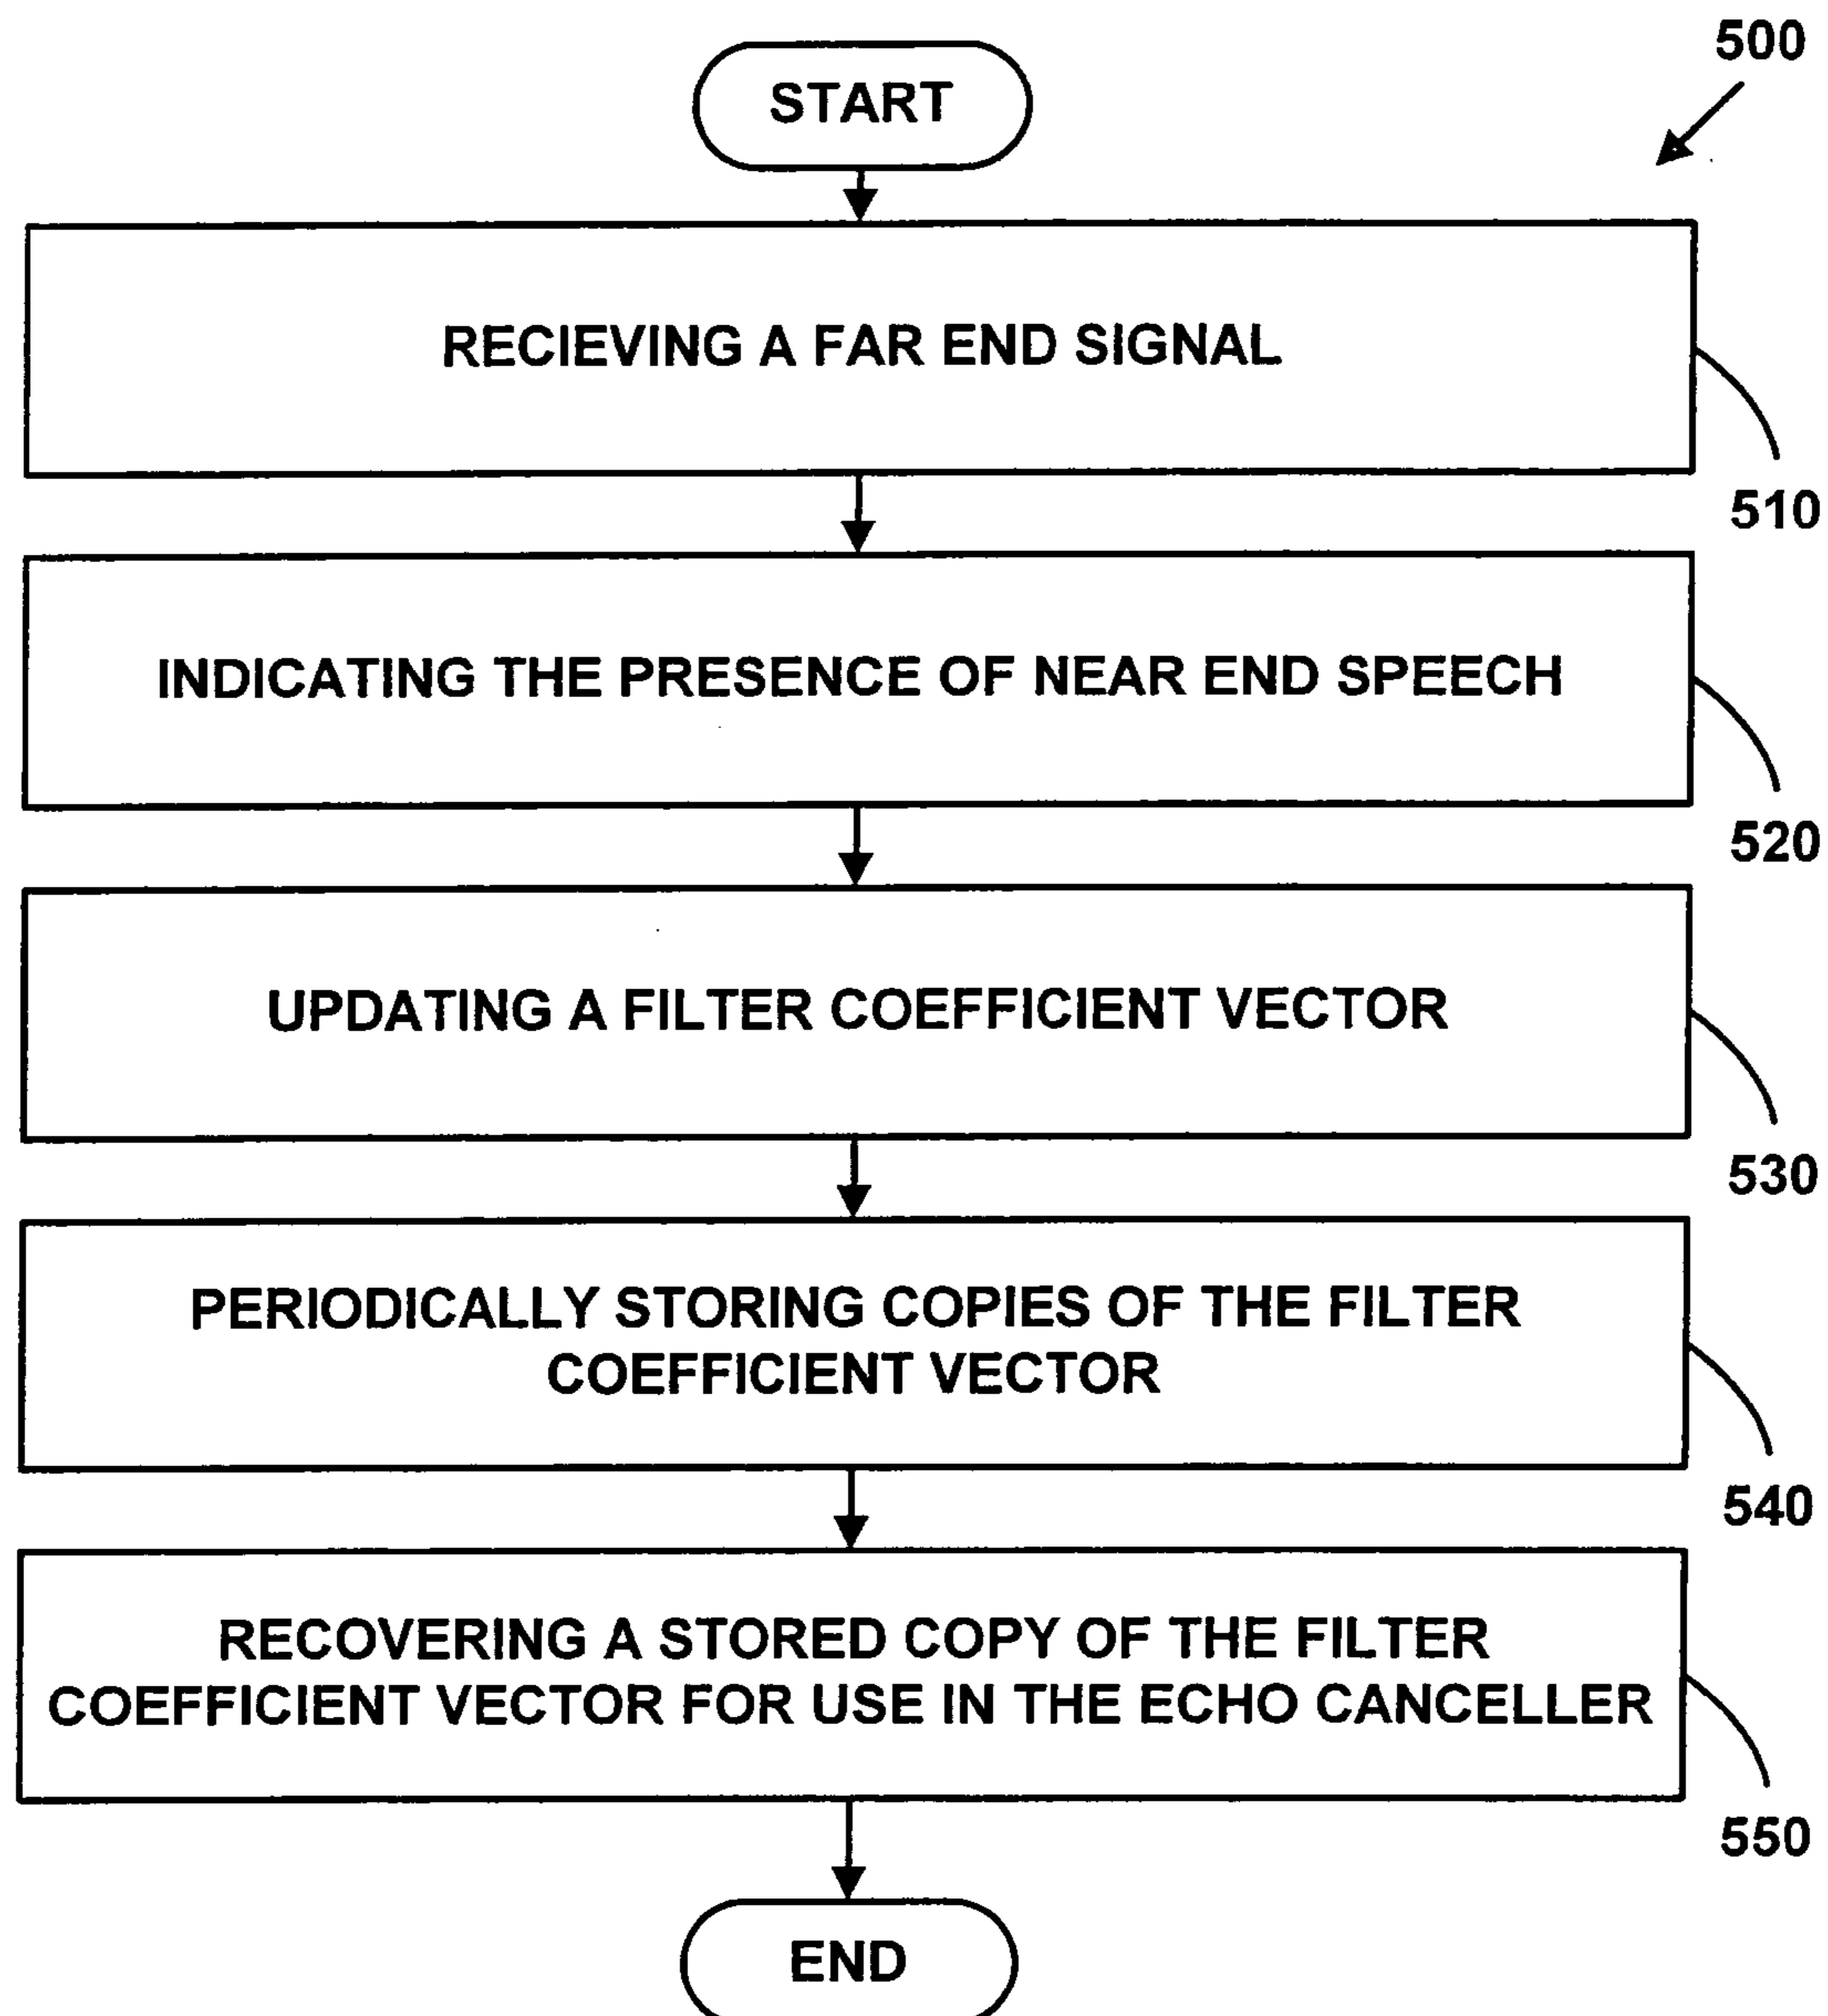 500
START
RECIEVING A FAR END SIGNAL
510
INDICATING THE PRESENCE OF NEAR END SPEECH
520
UPDATING A FILTER COEFFICIENT VECTOR
530
PERIODICALLY STORING COPIES OF THE FILTER
COEFFICIENT VECTOR
540
RECOVERING A STORED COPY OF THE FILTER
COEFFICIENT VECTOR FOR USE IN THE ECHO CANCELLER
550
END